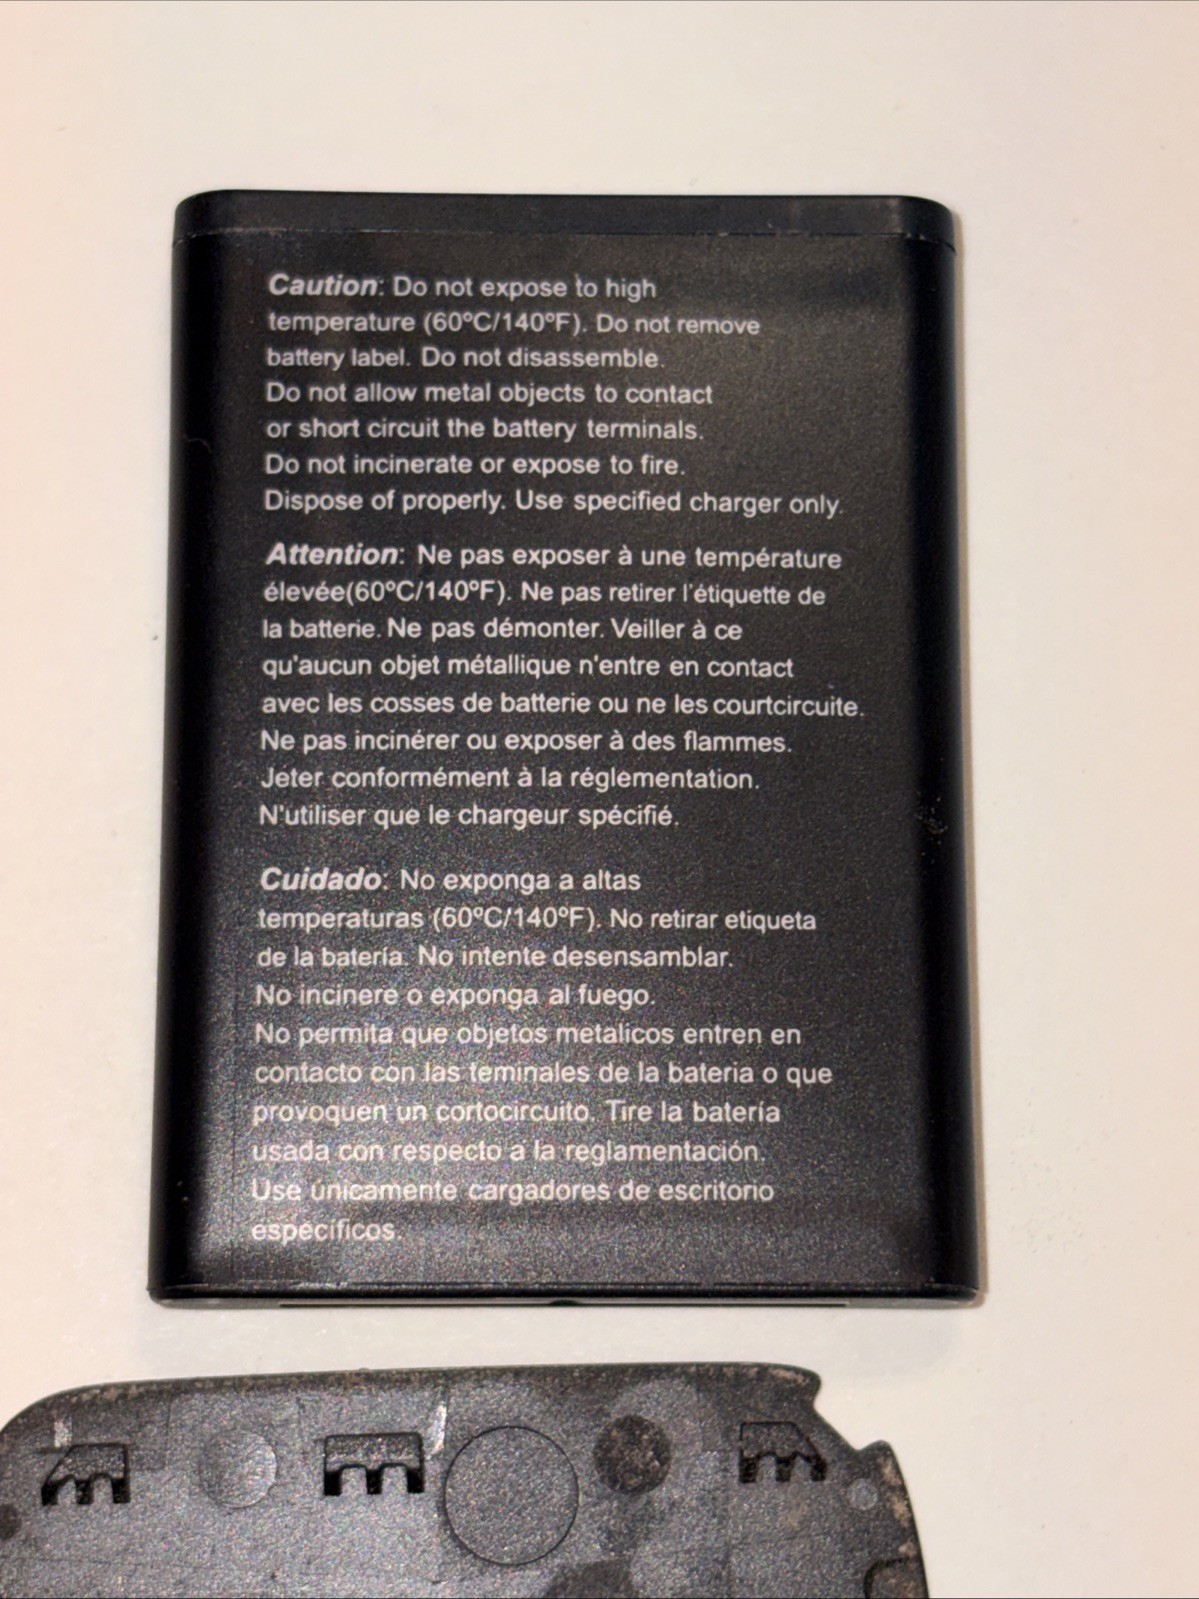 Caution: Do not expose to high
temperature (60ºC/140ºF). Do not remove
battery label. Do not disassemble.
Do not allow metal objects to contact
or short circuit the battery terminals.
Do not incinerate or expose to fire.
Dispose of properly. Use specified charger only.
Attention: Ne pas exposer à une température
élevée(60ºC/140ºF). Ne pas retirer l'étiquette de
la batterie. Ne pas démonter. Veiller à ce
qu'aucun objet métallique n'entre en contact
avec les cosses de batterie ou ne les courtcircuite.
Ne pas incinérer ou exposer à des flammes.
Jeter conformément à la réglementation.
N'utiliser que le chargeur spécifié.
Cuidado: No exponga a altas
temperaturas (60ºC/140ºF). No retirar etiqueta
de la batería. No intente desensamblar.
No incinere o exponga al fuego.
No permita que objetos metalicos entren en
contacto con las teminales de la bateria o que
provoquen un cortocircuito. Tire la batería
usada con respecto a la reglamentación.
Use únicamente cargadores de escritorio
específicos.